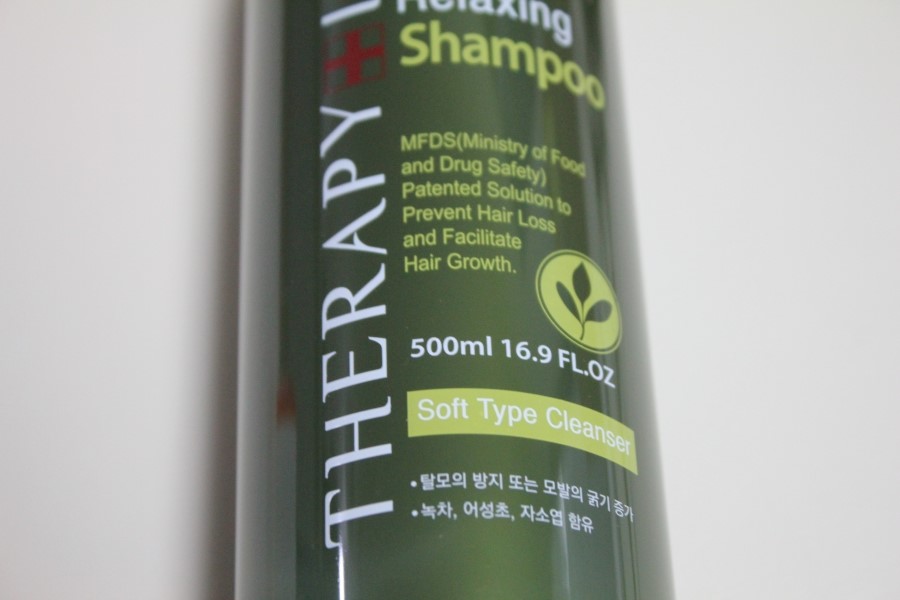 Relaxing
Shampoo
MFDS(Ministry of Food
and Drug Safety)
Patented Solution to
Prevent Hair Loss
and Facilitate
Hair Growth.
500ml 16.9 FL.OZ
Soft Type Cleanser
•탈모의 방지 또는 모발의 굵기 증가
•녹차, 어성초, 자소엽 함유
THERAPY